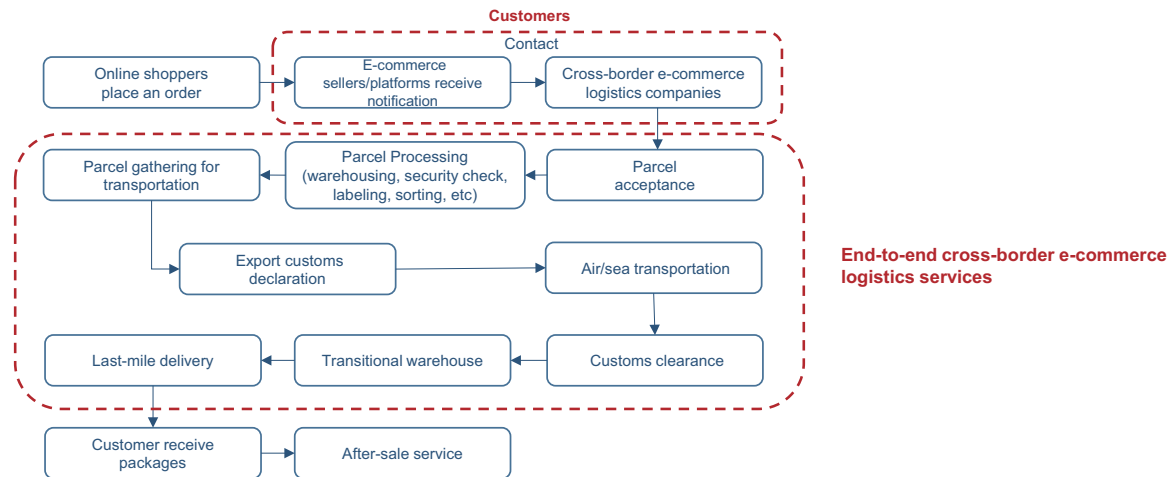 Customers
Contact
Online shoppers
place an order
E-commerce
sellers/platforms receive
notification
Cross-border e-commerce
logistics companies
Parcel gathering for
transportation
Parcel Processing
(warehousing, security check,
labeling, sorting, etc)
Parcel
acceptance
Export customs
declaration
Air/sea transportation
End-to-end cross-border e-commerce
logistics services
Last-mile delivery
Transitional warehouse
Customs clearance
Customer receive
packages
After-sale service